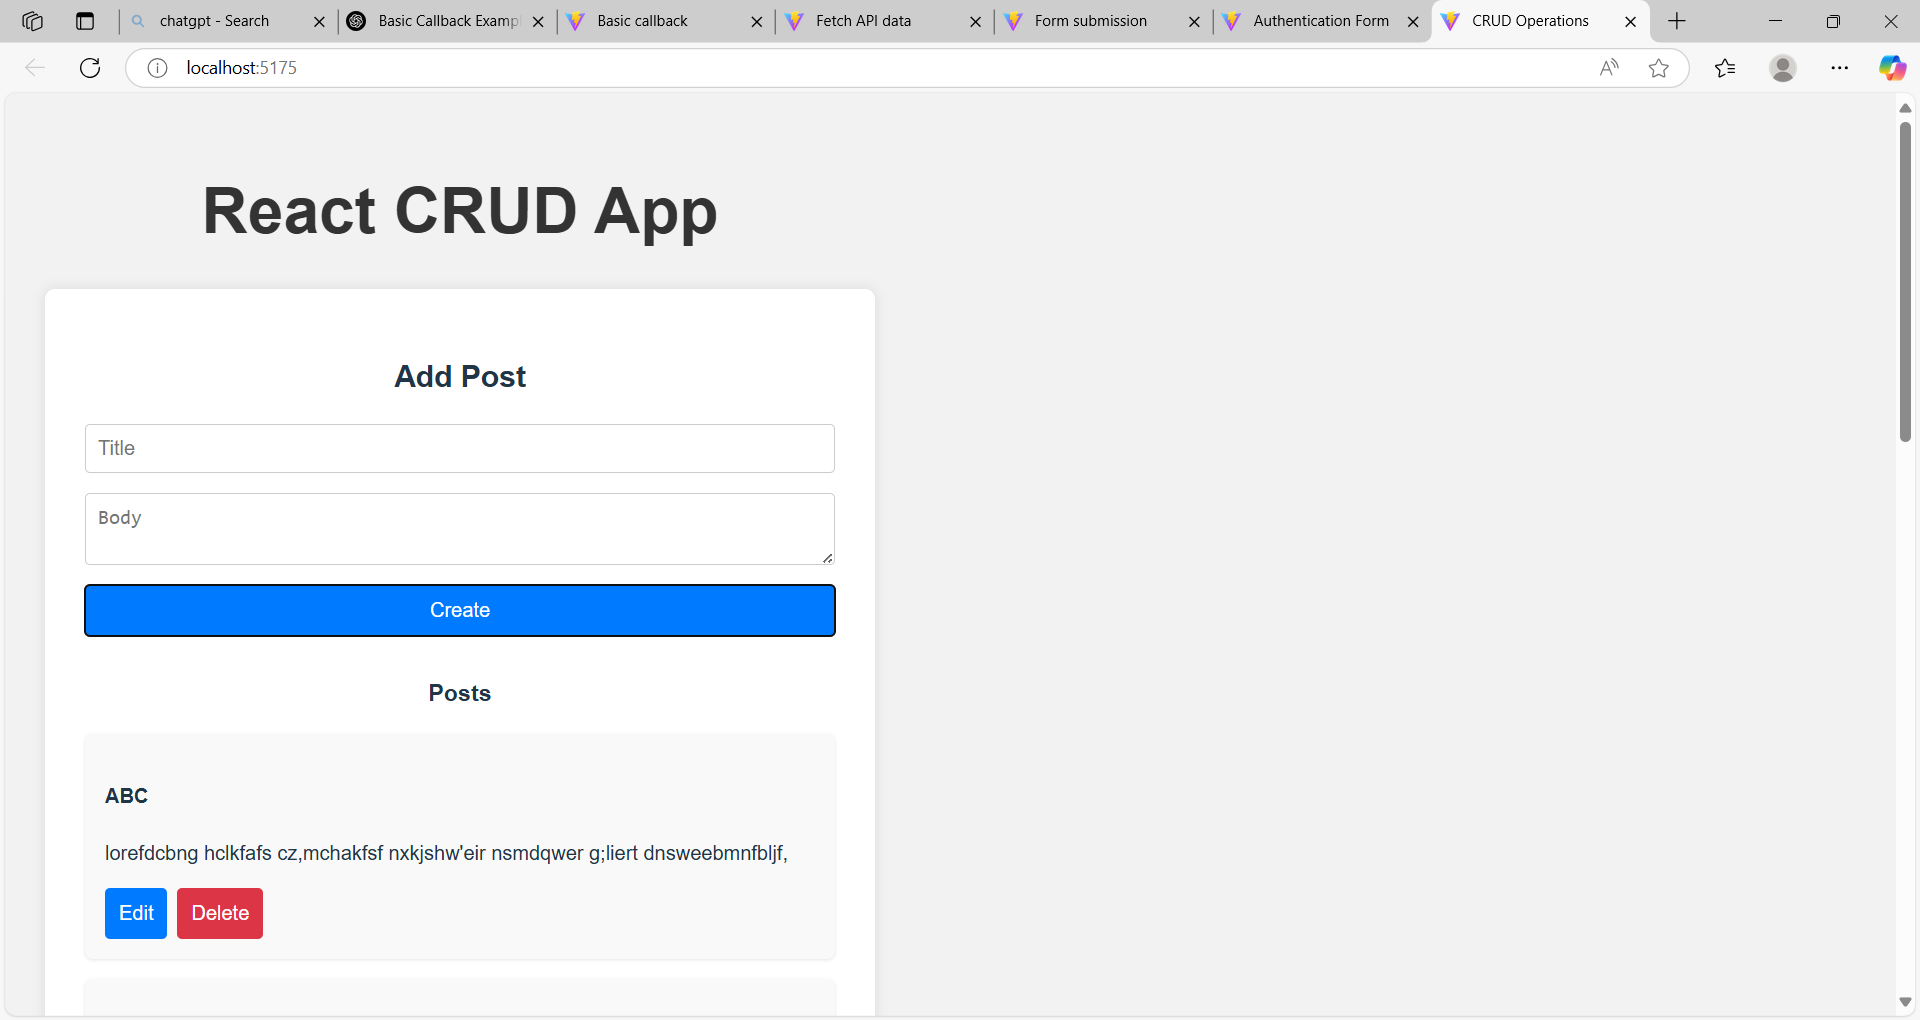 chatgpt - Search
Basic Callback Exampl
Basic callback
Fetch API data
Form submission
Authentication Form
CRUD Operations
localhost:5175
React CRUD App
Add Post
Title
Body
Create
Posts
ABC
lorefdcbng hclkfafs cz,mchakfsf nxkjshw'eir nsmdqwer g;liert dnsweebmnfbljf,
Edit
Delete